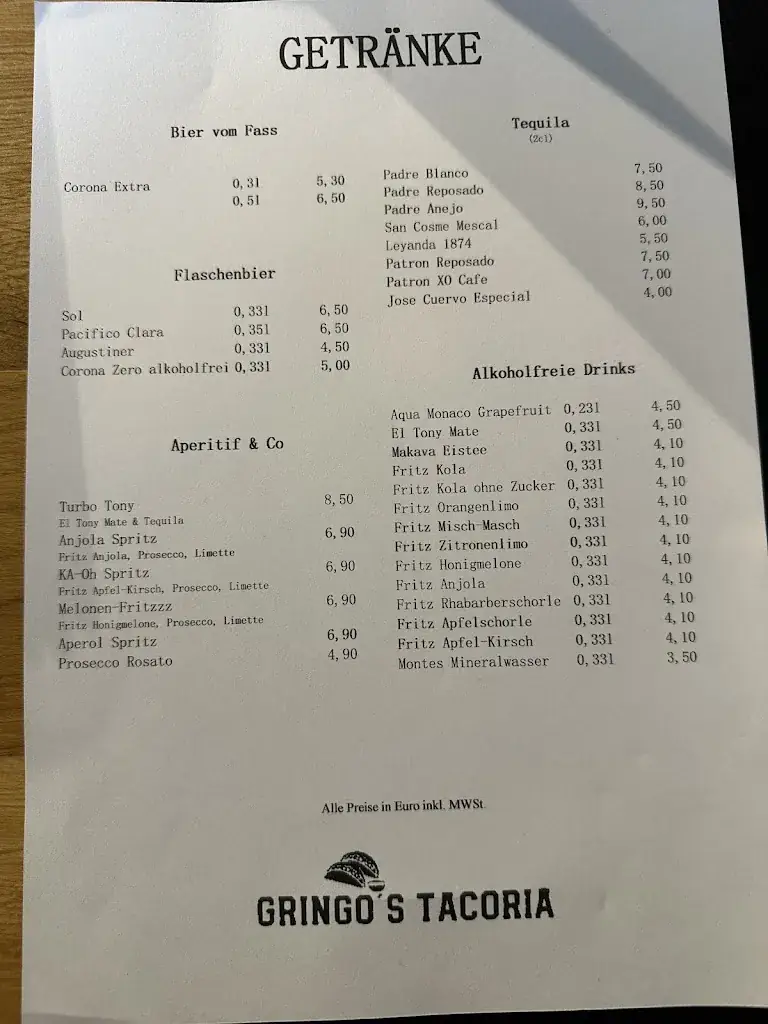 GETRÄNKE
Bier vom Fass
Corona Extra 0,3l 5,30
0,5l 6,50
Flaschenbier
Sol 0,33l 6,50
Pacifico Clara 0,35l 6,50
Augustiner 0,33l 4,50
Corona Zero alkoholfrei 0,33l 5,00
Aperitif & Co
Turbo Tony 8,50
El Tony Mate & Tequila
Anjola Spritz 6,90
Fritz Anjola, Prosecco, Limette
KA-Oh Spritz 6,90
Fritz Apfel-Kirsch, Prosecco, Limette
Melonen-Fritzzz 6,90
Fritz Honigmelone, Prosecco, Limette
Aperol Spritz 6,90
Prosecco Rosato 4,90
Tequila
(2cl)
Padre Blanco 7,50
Padre Reposado 8,50
Padre Anejo 9,50
San Cosme Mescal 6,00
Leyanda 1874 5,50
Patron Reposado 7,50
Patron XO Cafe 7,00
Jose Cuervo Especial 4,00
Alkoholfreie Drinks
Aqua Monaco Grapefruit 0,23l 4,50
El Tony Mate 0,33l 4,50
Makava Eistee 0,33l 4,10
Fritz Kola 0,33l 4,10
Fritz Kola ohne Zucker 0,33l 4,10
Fritz Orangenlimo 0,33l 4,10
Fritz Misch-Masch 0,33l 4,10
Fritz Zitronenlimo 0,33l 4,10
Fritz Honigmelone 0,33l 4,10
Fritz Anjola 0,33l 4,10
Fritz Rhabarberschorle 0,33l 4,10
Fritz Apfelschorle 0,33l 4,10
Fritz Apfel-Kirsch 0,33l 4,10
Montes Mineralwasser 0,33l 3,50
Alle Preise in Euro inkl. MWSt.
GRINGO´S TACORIA